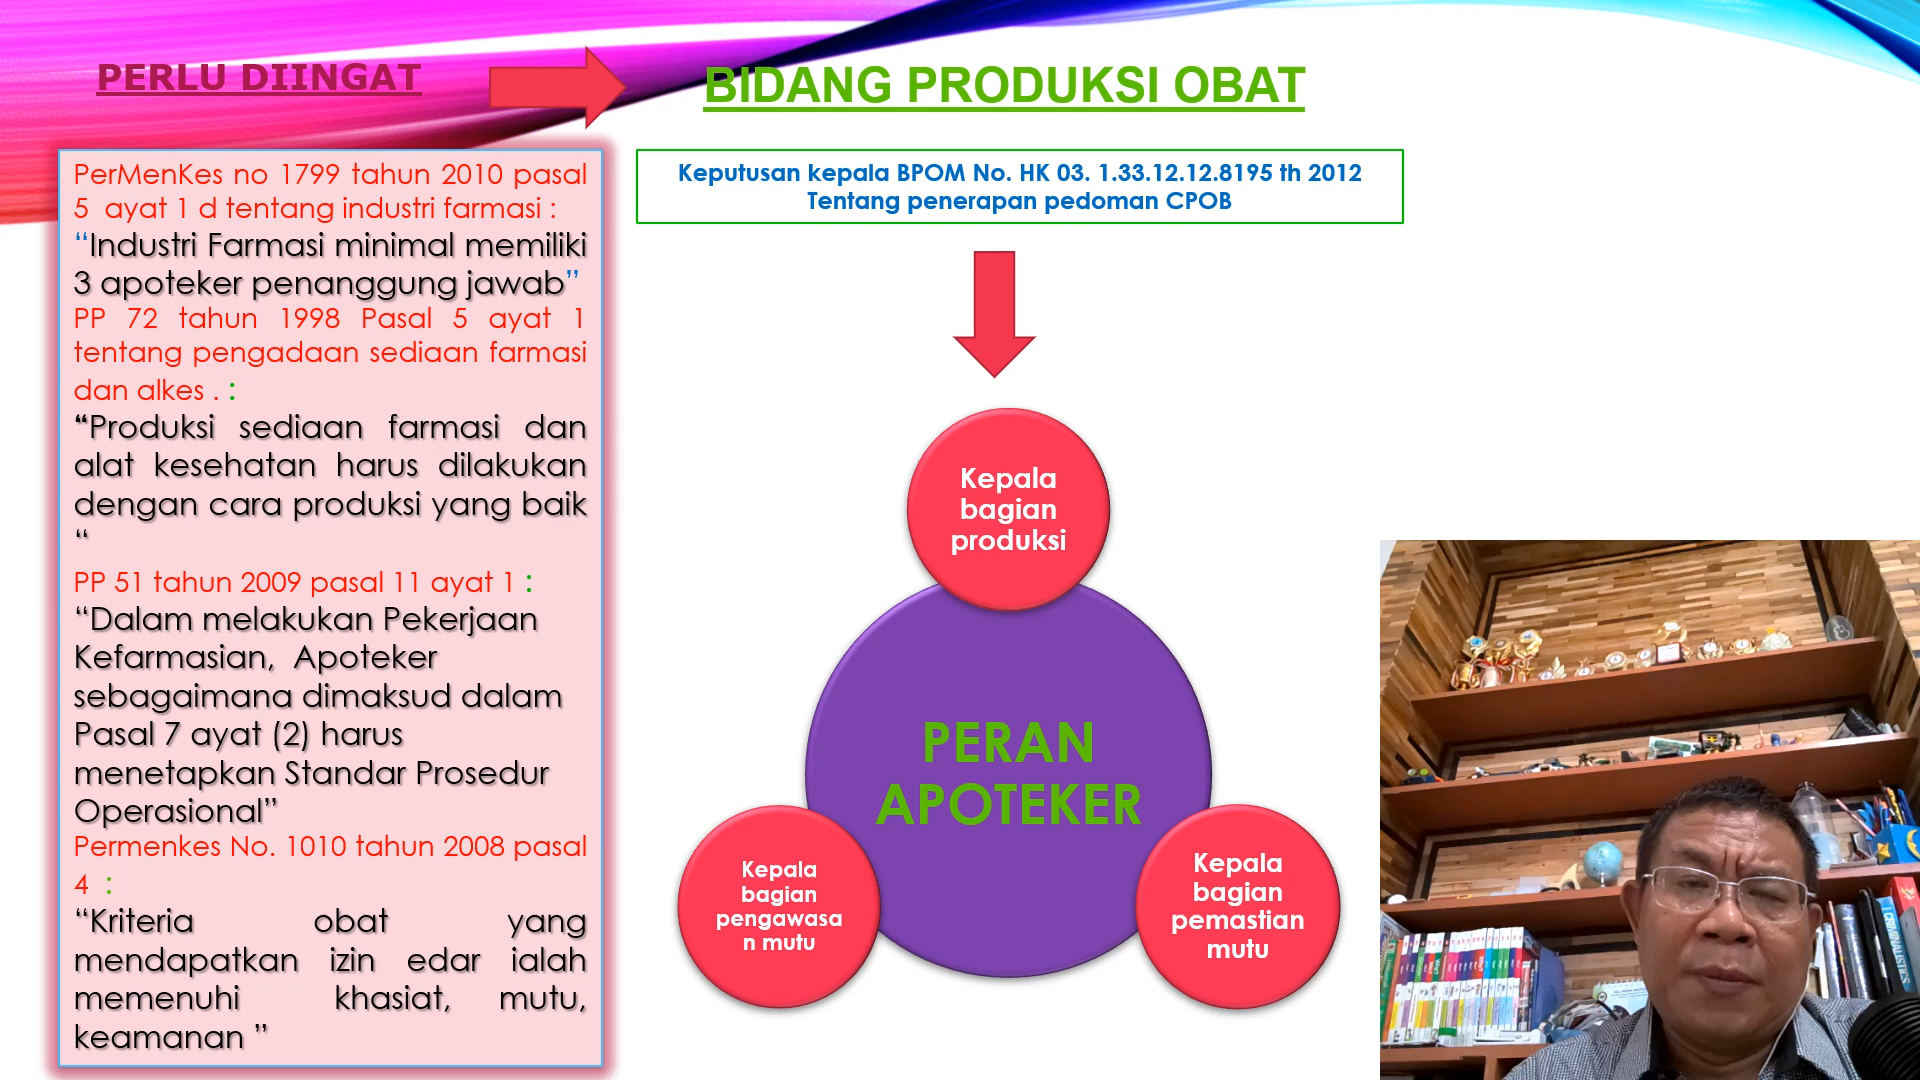 PERLU DIINGAT
BIDANG PRODUKSI OBAT
PerMenKes no 1799 tahun 2010 pasal
5 ayat 1 d tentang industri farmasi :
“Industri Farmasi minimal memiliki
3 apoteker penanggung jawab”
PP 72 tahun 1998 Pasal 5 ayat 1
tentang pengadaan sediaan farmasi
dan alkes . :
“Produksi sediaan farmasi dan
alat kesehatan harus dilakukan
dengan cara produksi yang baik
“
PP 51 tahun 2009 pasal 11 ayat 1 :
“Dalam melakukan Pekerjaan
Kefarmasian, Apoteker
sebagaimana dimaksud dalam
Pasal 7 ayat (2) harus
menetapkan Standar Prosedur
Operasional”
Permenkes No. 1010 tahun 2008 pasal
4 :
“Kriteria obat yang
mendapatkan izin edar ialah
memenuhi khasiat, mutu,
keamanan ”
Keputusan kepala BPOM No. HK 03. 1.33.12.12.8195 th 2012
Tentang penerapan pedoman CPOB
Kepala
bagian
produksi
PERAN
APOTEKER
Kepala
bagian
pengawasa
n mutu
Kepala
bagian
pemastian
mutu